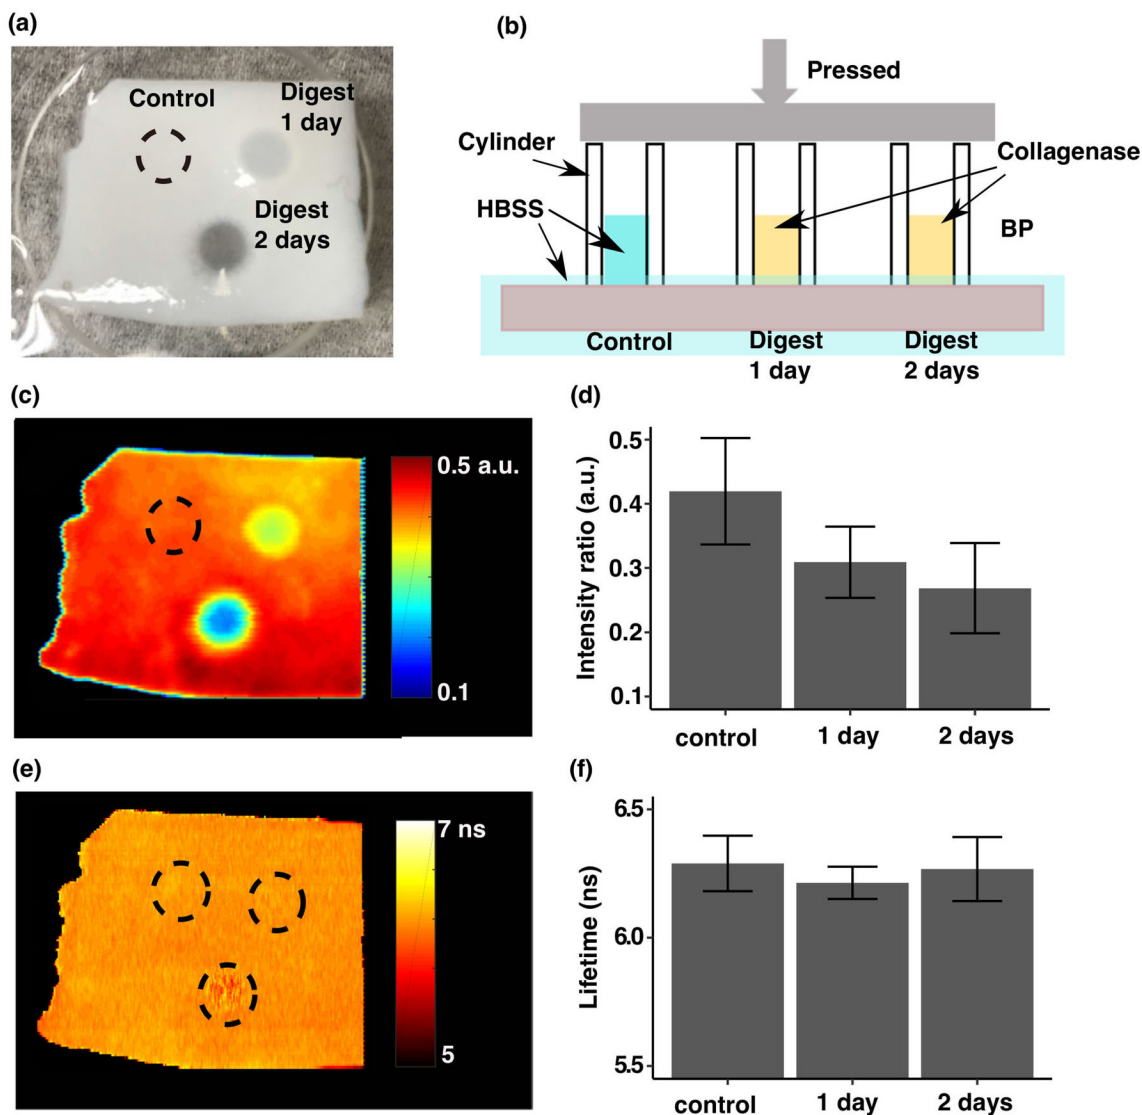 (a)
Control
Digest
1 day
Digest
2 days
(b)
Pressed
Cylinder
Collagenase
HBSS
BP
Control
Digest
1 day
Digest
2 days
(c)
0.5 a.u.
0.1
(d)
Intensity ratio (a.u.)
0.5
0.4
0.3
0.2
0.1
control
1 day
2 days
(e)
7 ns
5
(f)
Lifetime (ns)
6.5
6.0
5.5
control
1 day
2 days